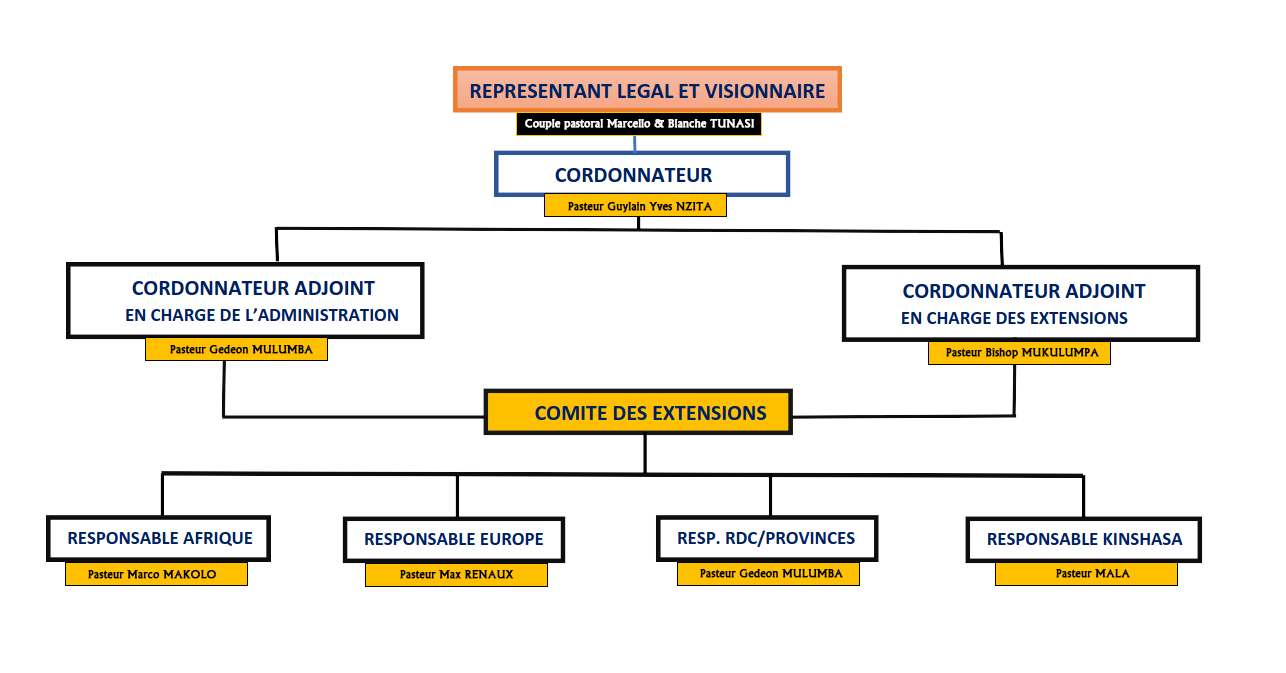 REPRESENTANT LEGAL ET VISIONNAIRE
Couple pastoral Marcello & Blanche TUNASI
CORDONNATEUR
Pasteur Guylain Yves NZITA
CORDONNATEUR ADJOINT
EN CHARGE DE L’ADMINISTRATION
Pasteur Gedeon MULUMBA
CORDONNATEUR ADJOINT
EN CHARGE DES EXTENSIONS
Pasteur Bishop MUKULUMPA
COMITE DES EXTENSIONS
RESPONSABLE AFRIQUE
Pasteur Marco MAKOLO
RESPONSABLE EUROPE
Pasteur Max RENAUX
RESP. RDC/PROVINCES
Pasteur Gedeon MULUMBA
RESPONSABLE KINSHASA
Pasteur MALA